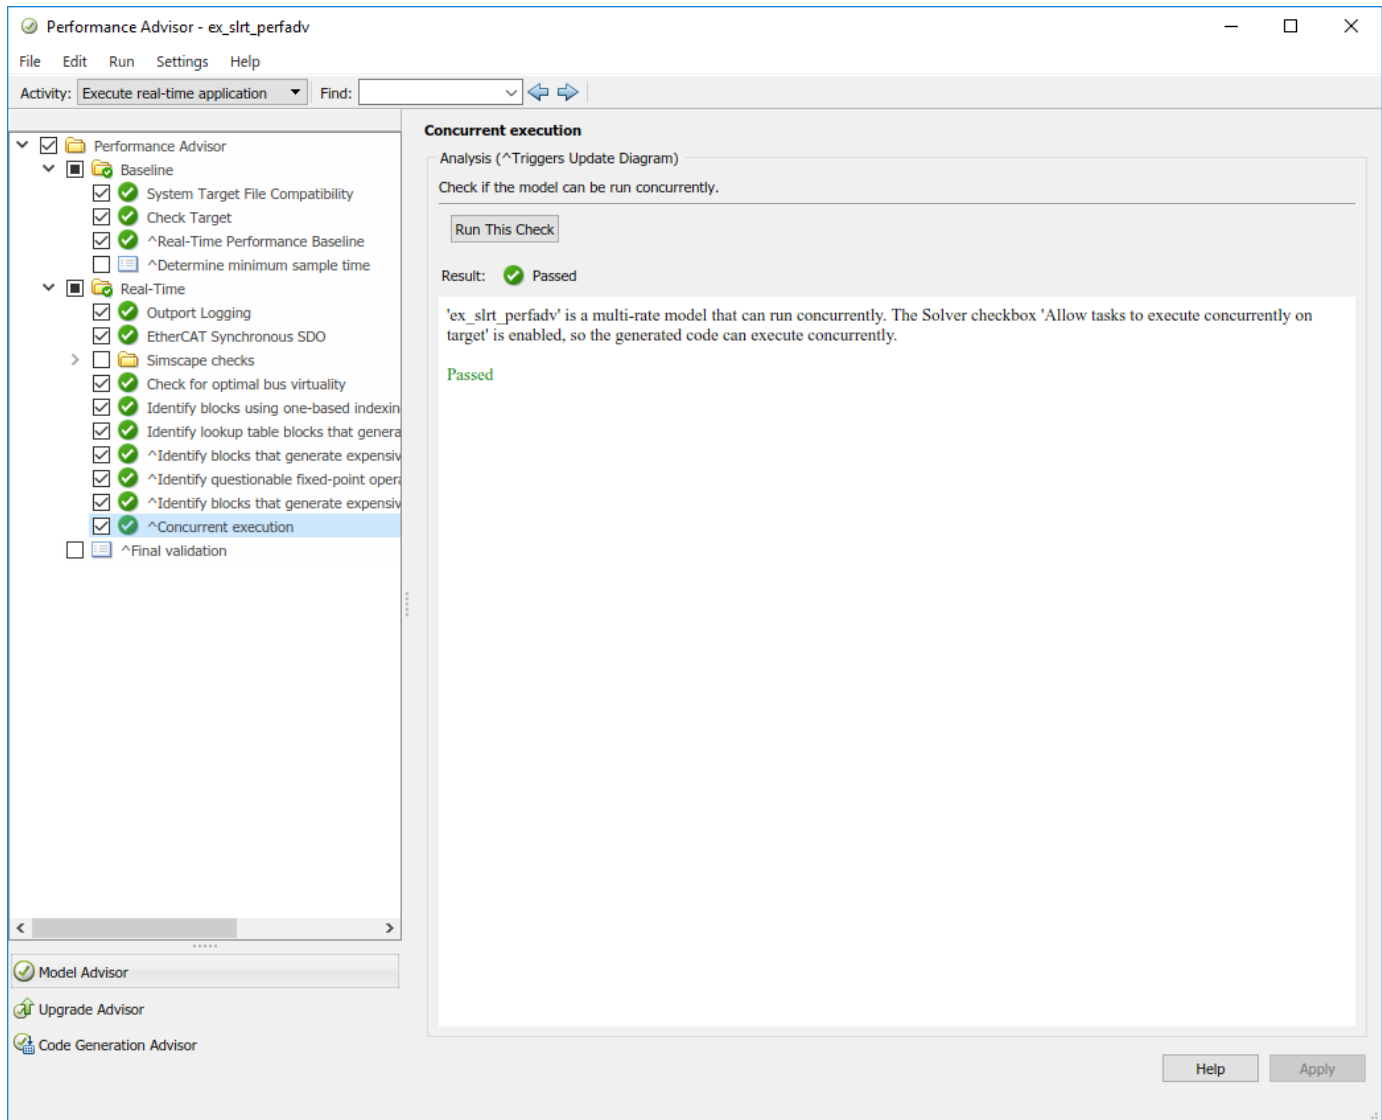 Performance Advisor - ex_slrt_perfadv
File Edit Run Settings Help
Activity: Execute real-time application Find:
Performance Advisor
Baseline
System Target File Compatibility
Check Target
^Real-Time Performance Baseline
^Determine minimum sample time
Real-Time
Outport Logging
EtherCAT Synchronous SDO
Simscape checks
Check for optimal bus virtuality
Identify blocks using one-based indexin
Identify lookup table blocks that genera
^Identify blocks that generate expensiv
^Identify questionable fixed-point opera
^Identify blocks that generate expensiv
^Concurrent execution
^Final validation
Model Advisor
Upgrade Advisor
Code Generation Advisor
Concurrent execution
Analysis (^Triggers Update Diagram)
Check if the model can be run concurrently.
Run This Check
Result: Passed
'ex_slrt_perfadv' is a multi-rate model that can run concurrently. The Solver checkbox 'Allow tasks to execute concurrently on
target' is enabled, so the generated code can execute concurrently.
Passed
Help Apply